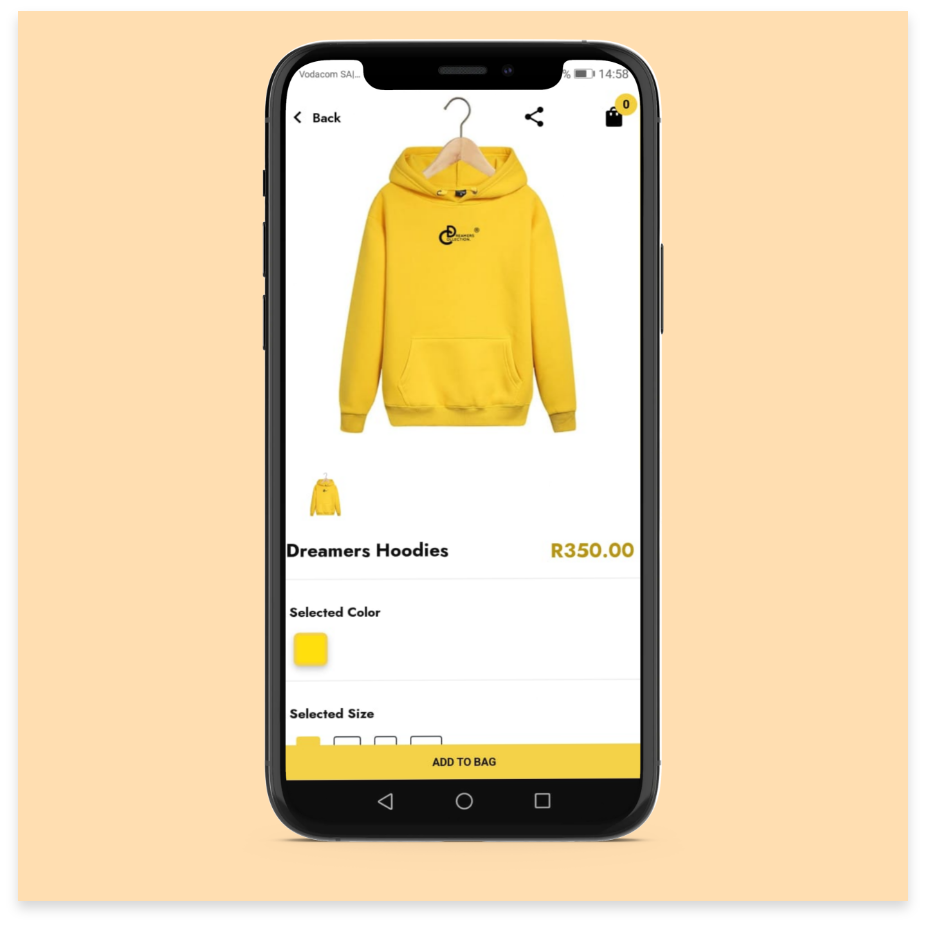 Vodacom SA|... % 14:58
0
Back
DREAMERS ®
COLLECTION
Dreamers Hoodies R350.00
Selected Color
Selected Size
ADD TO BAG